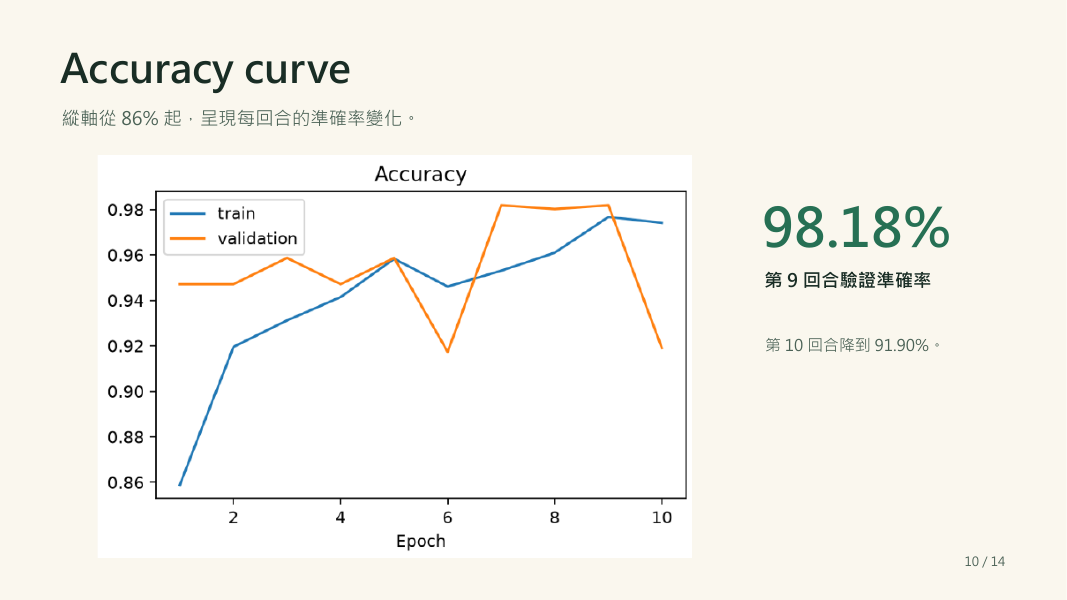 Accuracy curve
縱軸從 86% 起，呈現每回合的準確率變化。
Accuracy
0.98
0.96
0.94
0.92
0.90
0.88
0.86
train
validation
2
4
6
8
10
Epoch
98.18%
第 9 回合驗證準確率
第 10 回合降到 91.90%。
10 / 14